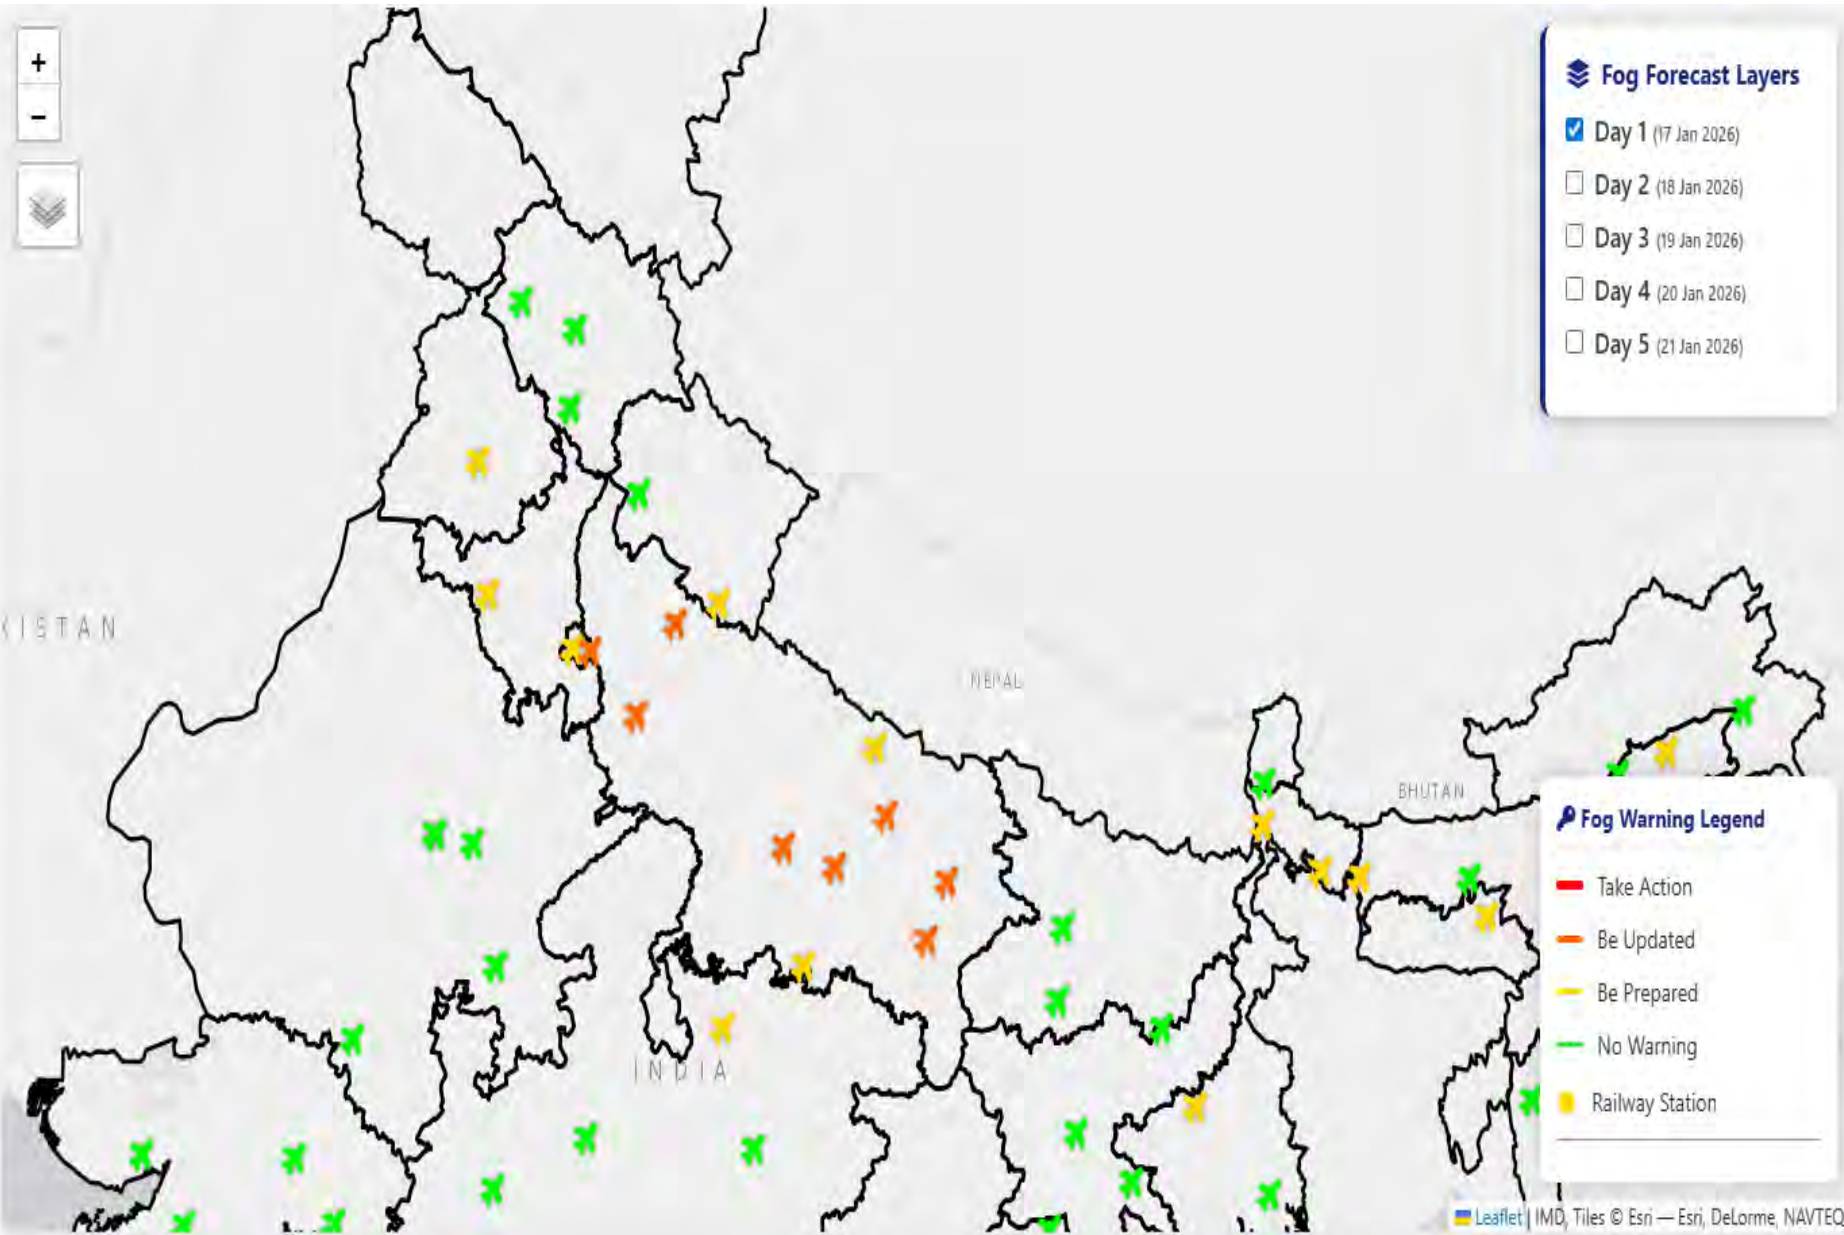 +
−
Fog Forecast Layers
Day 1 (17 Jan 2026)
Day 2 (18 Jan 2026)
Day 3 (19 Jan 2026)
Day 4 (20 Jan 2026)
Day 5 (21 Jan 2026)
KISTAN
NEPAL
BHUTAN
INDIA
Fog Warning Legend
Take Action
Be Updated
Be Prepared
No Warning
Railway Station
Leaflet | IMD, Tiles © Esri — Esri, DeLorme, NAVTEQ